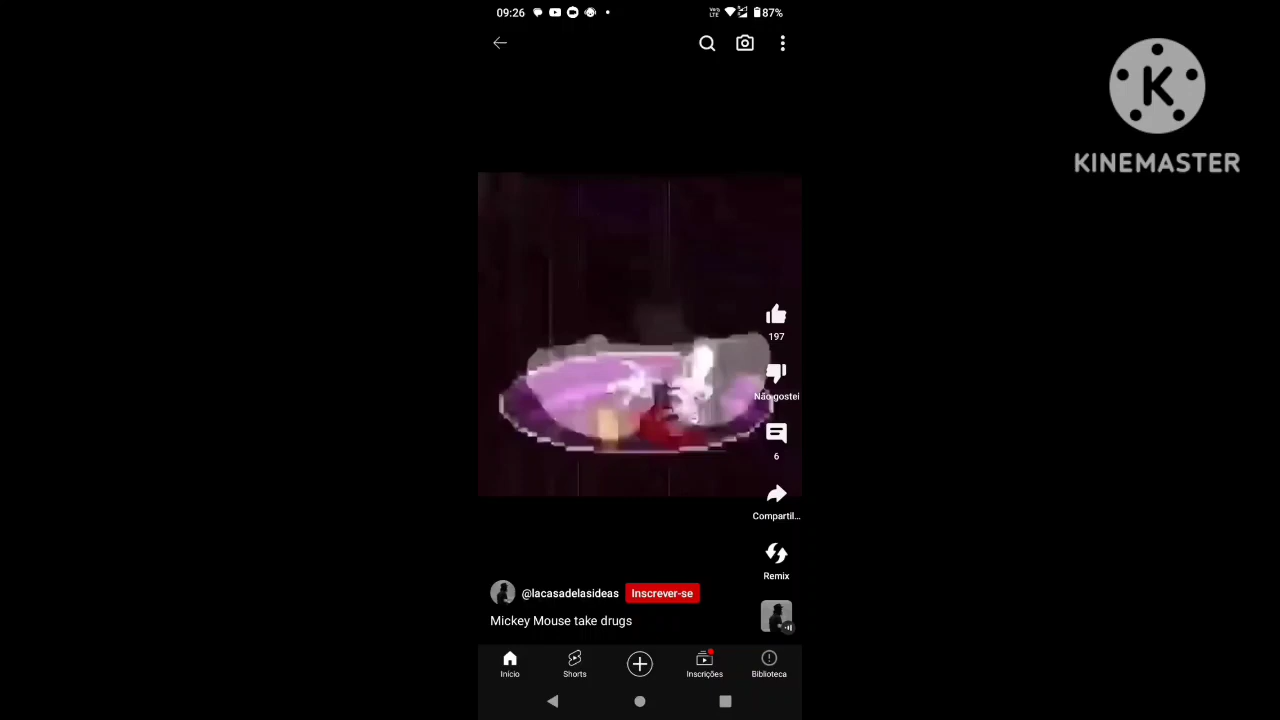 09:26
VoLTE
87%
197
Não gostei
6
Compartil...
Remix
@lacasadelasideas Inscrever-se
Mickey Mouse take drugs
Início Shorts Inscrições Biblioteca
K
KINEMASTER